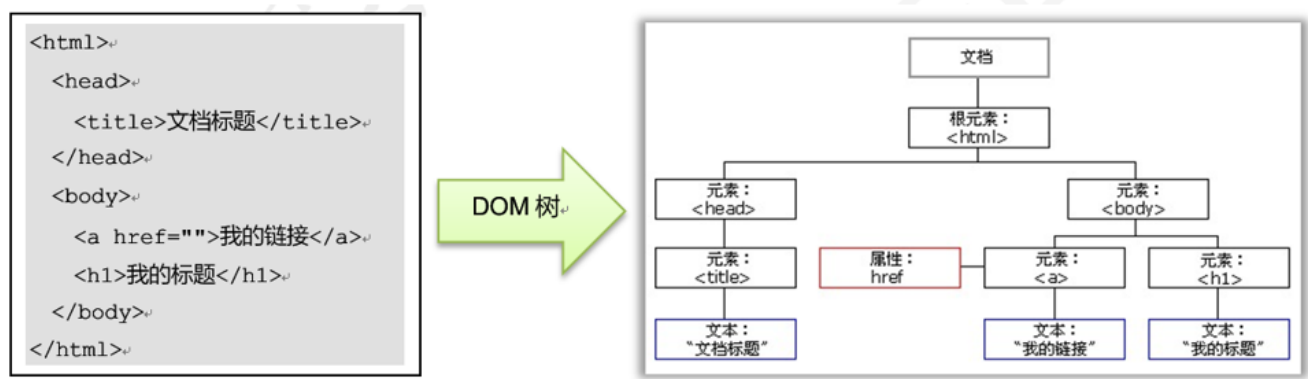 <html>
<head>
<title>文档标题</title>
</head>
<body>
<a href="">我的链接</a>
<h1>我的标题</h1>
</body>
</html>
DOM 树
文档
根元素：
<html>
元素：
<head>
元素：
<body>
元素：
<title>
属性：
href
元素：
<a>
元素：
<h1>
文本：
"文档标题"
文本：
"我的链接"
文本：
"我的标题"